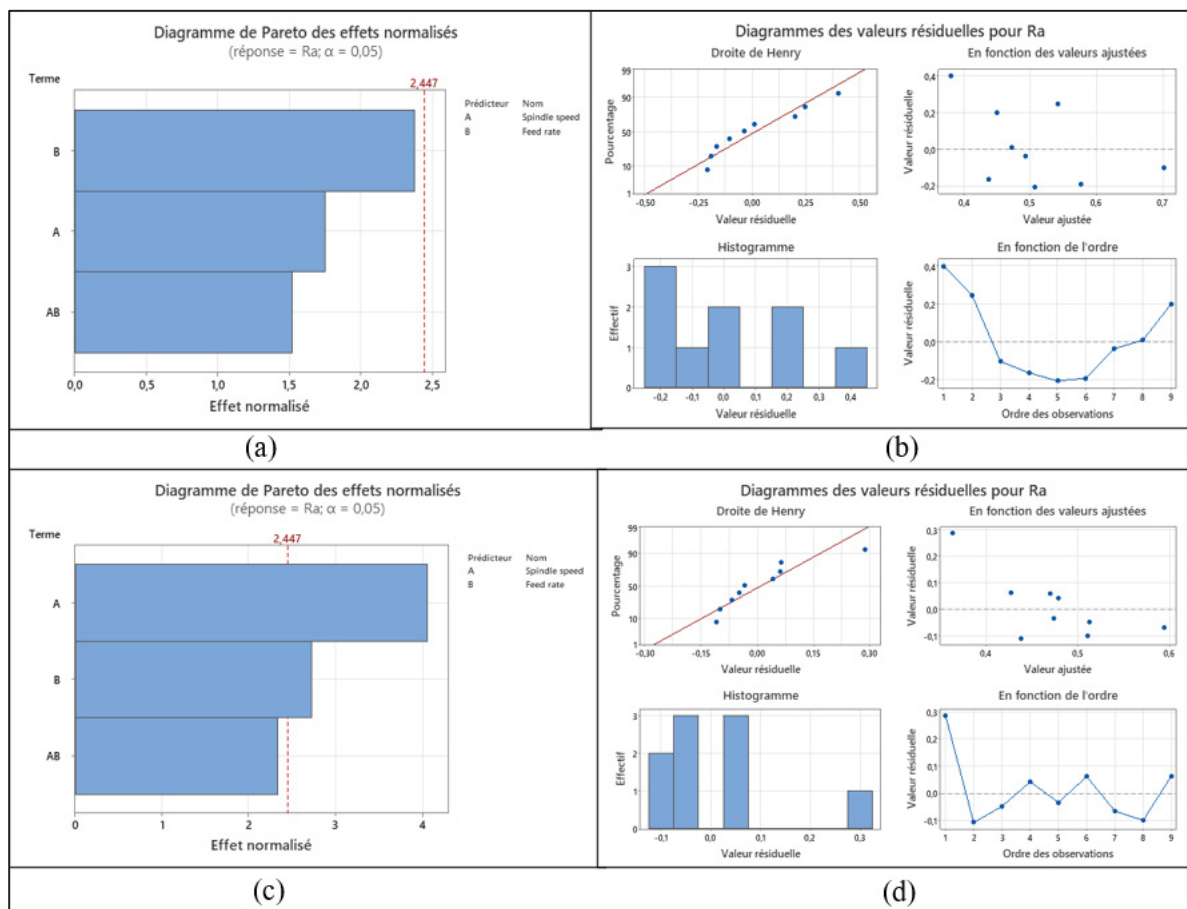 Diagramme de Pareto des effets normalisés
(réponse = Ra; α = 0,05)
Terme
2,447
B
A
AB
0,0 0,5 1,0 1,5 2,0 2,5
Effet normalisé
Prédicteur Nom
A Spindle speed
B Feed rate
(a)
Diagrammes des valeurs résiduelles pour Ra
Droite de Henry
Pourcentage
99
90
50
10
1
-0,50 -0,25 0,00 0,25 0,50
Valeur résiduelle
En fonction des valeurs ajustées
Valeur résiduelle
0,4
0,2
0,0
-0,2
0,4 0,5 0,6 0,7
Valeur ajustée
Histogramme
Effectif
3
2
1
0
-0,2 -0,1 0,0 0,1 0,2 0,3 0,4
Valeur résiduelle
En fonction de l'ordre
Valeur résiduelle
0,4
0,2
0,0
-0,2
1 2 3 4 5 6 7 8 9
Ordre des observations
(b)
Diagramme de Pareto des effets normalisés
(réponse = Ra; α = 0,05)
Terme
2,447
A
B
AB
0 1 2 3 4
Effet normalisé
Prédicteur Nom
A Spindle speed
B Feed rate
(c)
Diagrammes des valeurs résiduelles pour Ra
Droite de Henry
Pourcentage
99
90
50
10
1
-0,30 -0,15 0,00 0,15 0,30
Valeur résiduelle
En fonction des valeurs ajustées
Valeur résiduelle
0,3
0,2
0,1
0,0
-0,1
0,4 0,5 0,6
Valeur ajustée
Histogramme
Effectif
3
2
1
0
-0,1 0,0 0,1 0,2 0,3
Valeur résiduelle
En fonction de l'ordre
Valeur résiduelle
0,3
0,2
0,1
0,0
-0,1
1 2 3 4 5 6 7 8 9
Ordre des observations
(d)